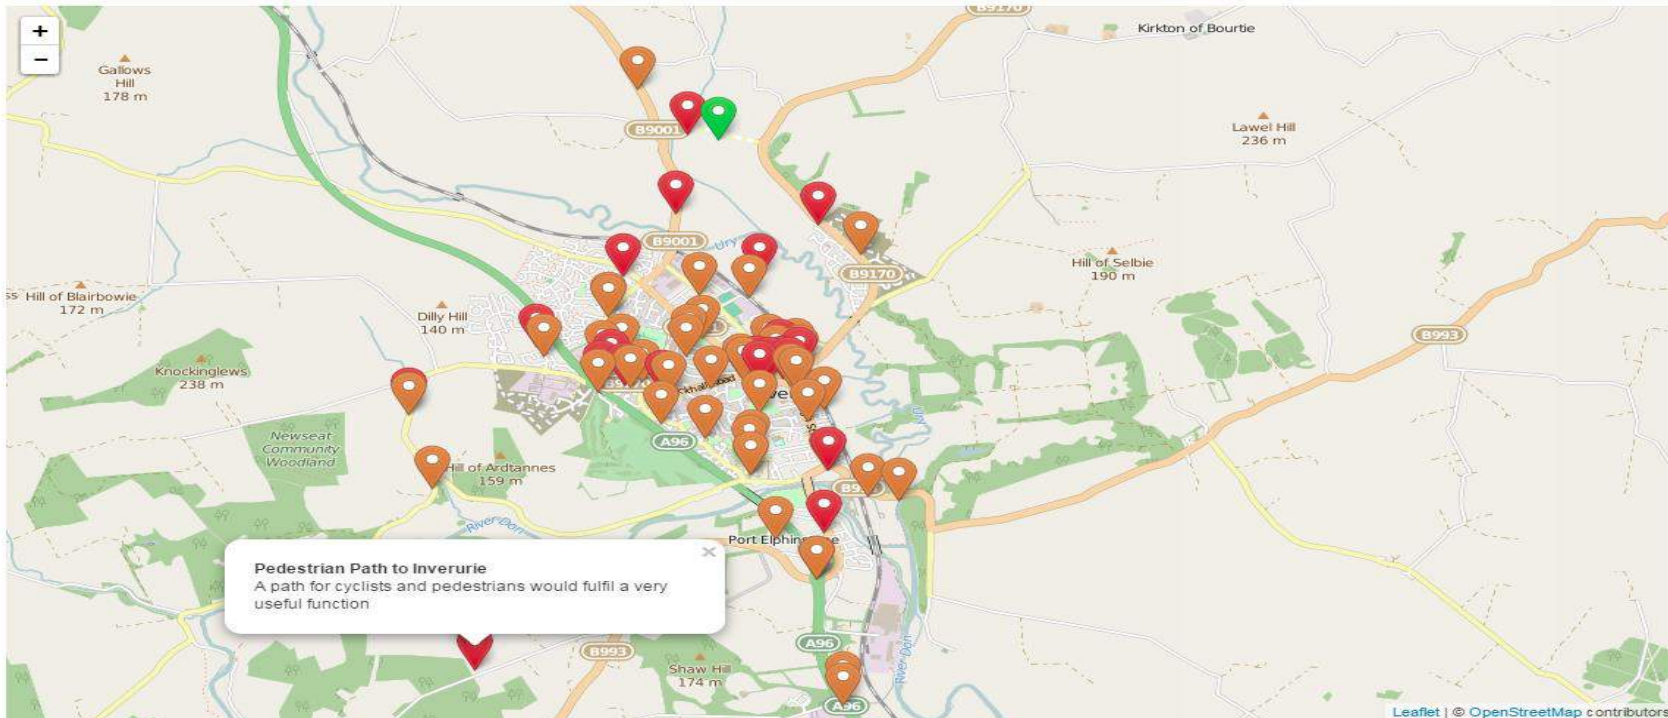 +
−
B9170
Kirkton of Bourtie
Gallows
Hill
178 m
B9001
Lawel Hill
236 m
B9001
Ury
Hill of Selbie
190 m
B9170
Hill of Blairbowie
172 m
Dilly Hill
140 m
B993
Knockinglews
238 m
Ury
A96
Newseat
Community
Woodland
Hill of Ardtannes
159 m
River Don
Port Elphin
Pedestrian Path to Inverurie
×
A path for cyclists and pedestrians would fulfil a very
useful function
B993
A96
River Don
Shaw Hill
174 m
A96
Leaflet | © OpenStreetMap contributors